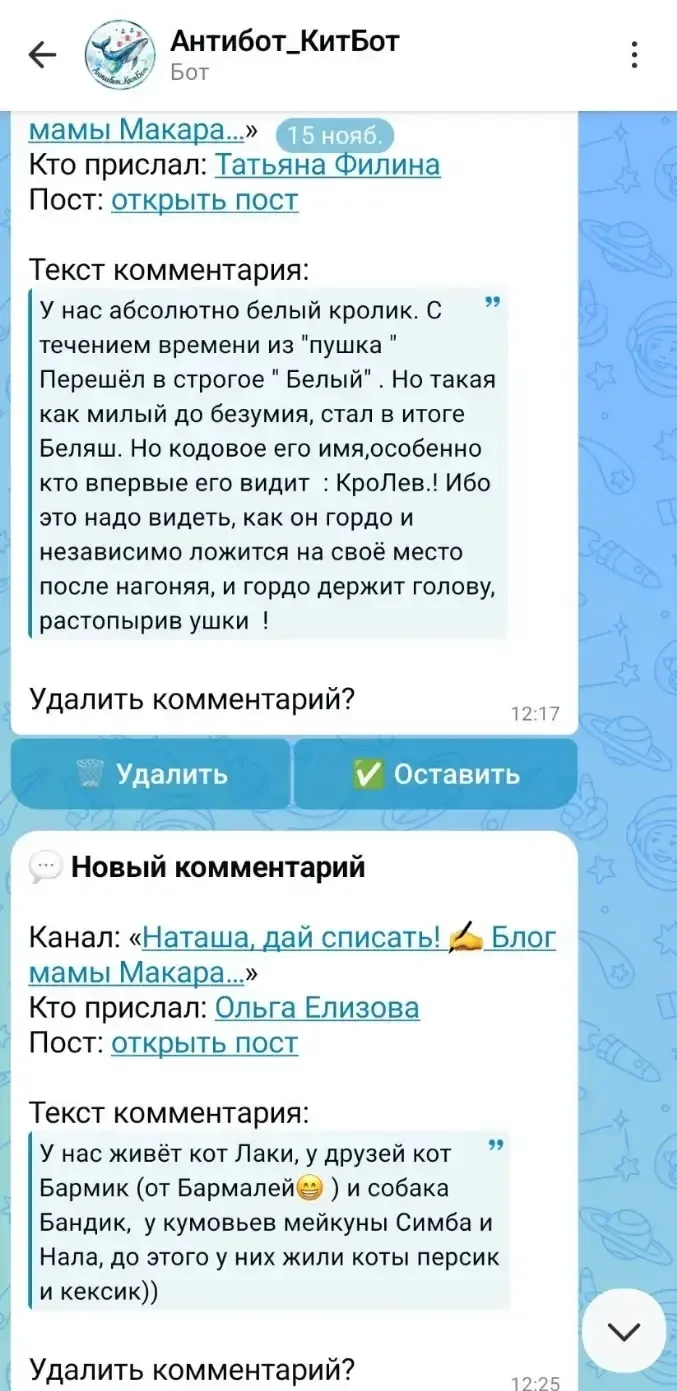 Антибот_КитБот
Бот
мамы Макара...»
15 нояб.
Кто прислал: Татьяна Филина
Пост: открыть пост
Текст комментария:
У нас абсолютно белый кролик. С
течением времени из "пушка "
Перешёл в строгое " Белый" . Но такая
как милый до безумия, стал в итоге
Беляш. Но кодовое его имя,особенно
кто впервые его видит : КроЛев.! Ибо
это надо видеть, как он гордо и
независимо ложится на своё место
после нагоняя, и гордо держит голову,
растопырив ушки !
Удалить комментарий?
12:17
🗑️ Удалить
✅ Оставить
💬 Новый комментарий
Канал: «Наташа, дай списать! ✍️ Блог
мамы Макара...»
Кто прислал: Ольга Елизова
Пост: открыть пост
Текст комментария:
У нас живёт кот Лаки, у друзей кот
Бармик (от Бармалей😁 ) и собака
Бандик, у кумовьев мейкуны Симба и
Нала, до этого у них жили коты персик
и кексик))
Удалить комментарий?
12:25